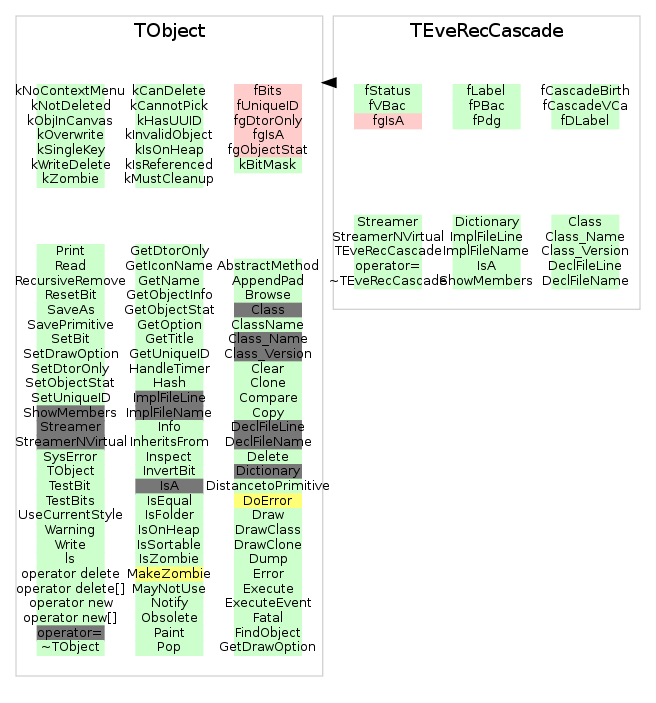 TObject
kNoContextMenu
kNotDeleted
kObjInCanvas
kOverwrite
kSingleKey
kWriteDelete
kZombie
kCanDelete
kCannotPick
kHasUUID
kInvalidObject
kIsOnHeap
kIsReferenced
kMustCleanup
fBits
fUniqueID
fgDtorOnly
fgIsA
fgObjectStat
kBitMask
Print
Read
RecursiveRemove
ResetBit
SaveAs
SavePrimitive
SetBit
SetDrawOption
SetDtorOnly
SetObjectStat
SetUniqueID
ShowMembers
Streamer
StreamerNVirtual
SysError
TObject
TestBit
TestBits
UseCurrentStyle
Warning
Write
ls
operator delete
operator delete[]
operator new
operator new[]
operator=
~TObject
GetDtorOnly
GetIconName
GetName
GetObjectInfo
GetObjectStat
GetOption
GetTitle
GetUniqueID
HandleTimer
Hash
ImplFileLine
ImplFileName
Info
InheritsFrom
Inspect
InvertBit
IsA
IsEqual
IsFolder
IsOnHeap
IsSortable
IsZombie
MakeZombie
MayNotUse
Notify
Obsolete
Paint
Pop
AbstractMethod
AppendPad
Browse
Class
ClassName
Class_Name
Class_Version
Clear
Clone
Compare
Copy
DeclFileLine
DeclFileName
Delete
Dictionary
DistancetoPrimitive
DoError
Draw
DrawClass
DrawClone
Dump
Error
Execute
ExecuteEvent
Fatal
FindObject
GetDrawOption
TEveRecCascade
fStatus
fVBac
fgIsA
fLabel
fPBac
fPdg
fCascadeBirth
fCascadeVCa
fDLabel
Streamer
StreamerNVirtual
TEveRecCascade
operator=
~TEveRecCascade
Dictionary
ImplFileLine
ImplFileName
IsA
ShowMembers
Class
Class_Name
Class_Version
DeclFileLine
DeclFileName